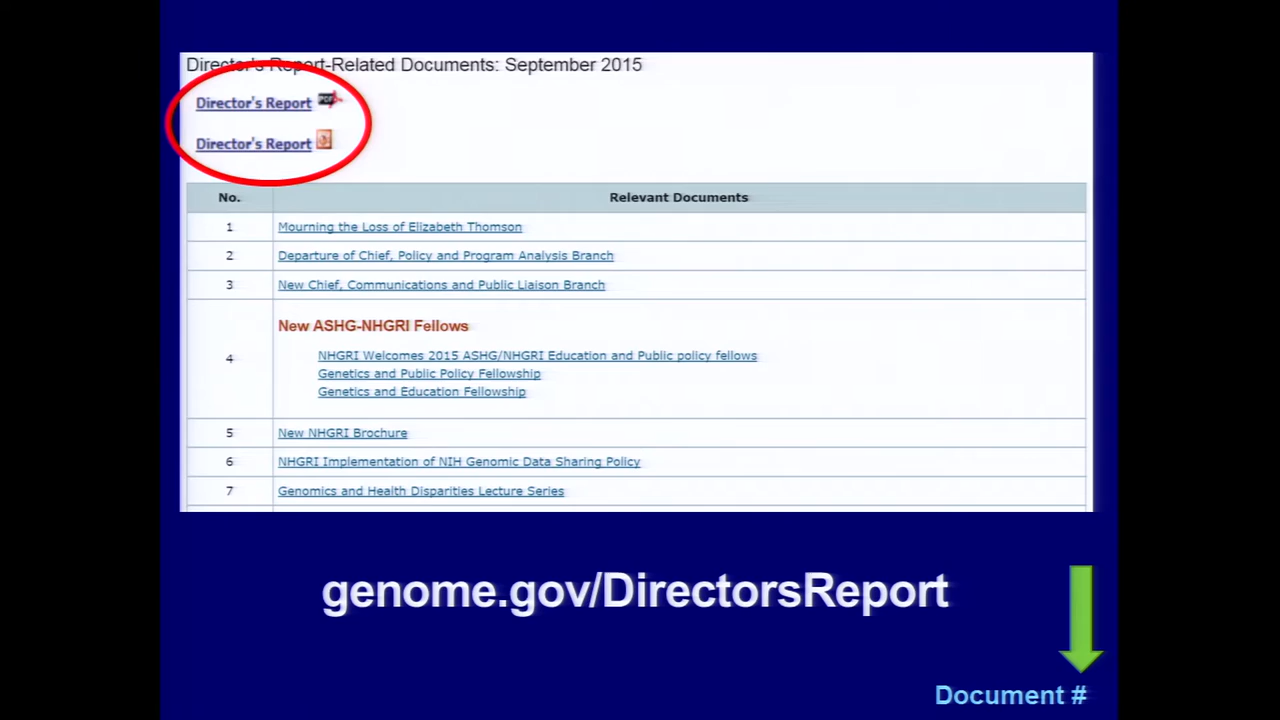 Director's Report-Related Documents: September 2015
Director's Report PDF
Director's Report
No. Relevant Documents
1 Mourning the Loss of Elizabeth Thomson
2 Departure of Chief, Policy and Program Analysis Branch
3 New Chief, Communications and Public Liaison Branch
New ASHG-NHGRI Fellows
4 NHGRI Welcomes 2015 ASHG/NHGRI Education and Public policy fellows
Genetics and Public Policy Fellowship
Genetics and Education Fellowship
5 New NHGRI Brochure
6 NHGRI Implementation of NIH Genomic Data Sharing Policy
7 Genomics and Health Disparities Lecture Series
genome.gov/DirectorsReport
Document #